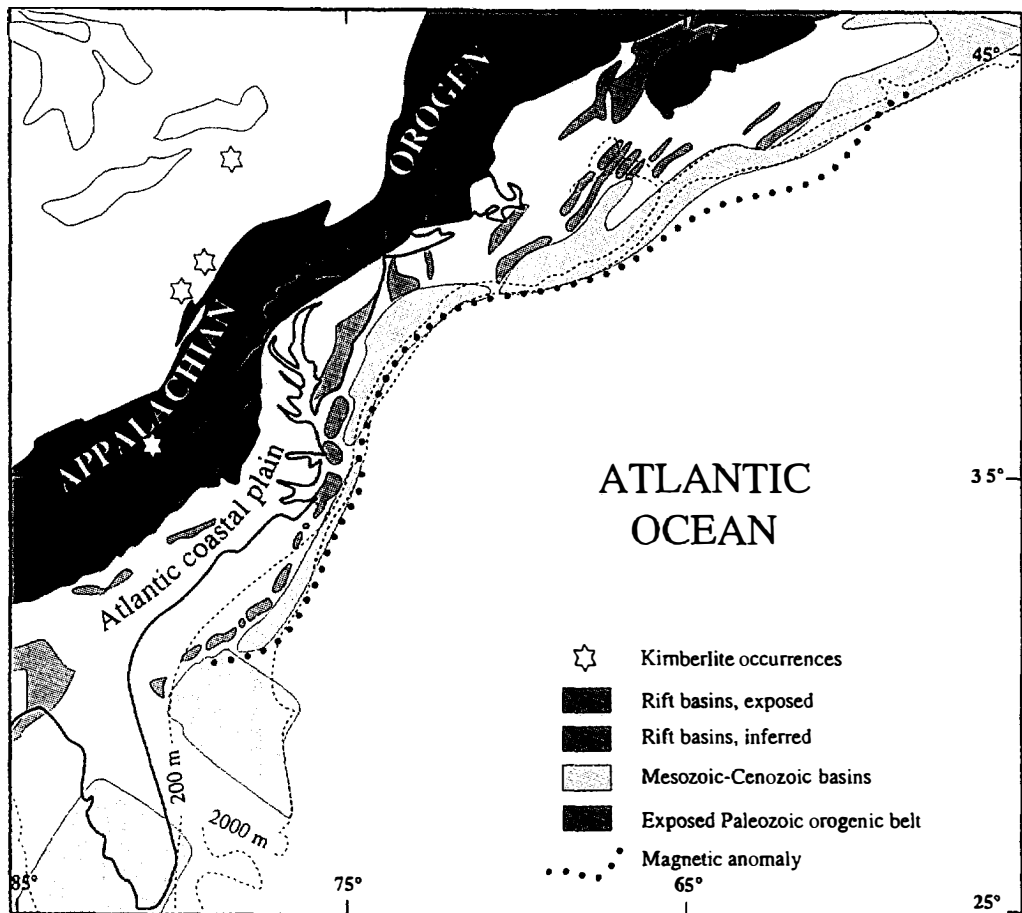 45°
APPALACHIAN
OROGEN
Atlantic coastal plain
ATLANTIC
OCEAN
35°
Kimberlite occurrences
Rift basins, exposed
Rift basins, inferred
Mesozoic-Cenozoic basins
Exposed Paleozoic orogenic belt
Magnetic anomaly
200 m
2000 m
85°
75°
65°
25°